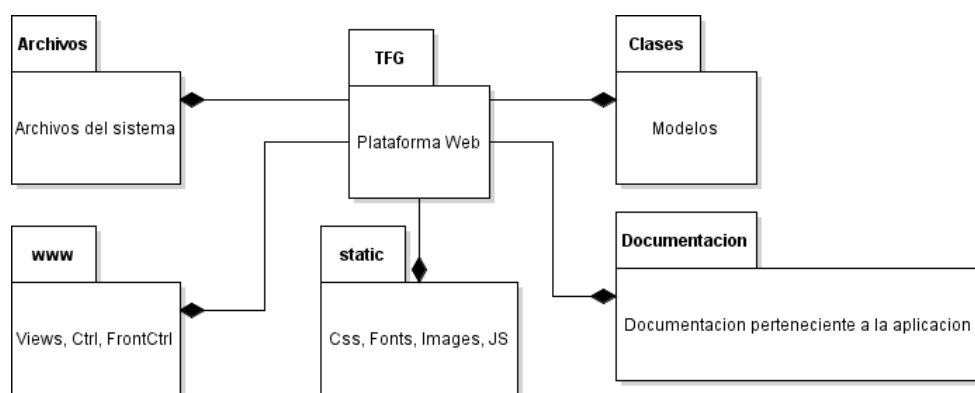 Archivos
Archivos del sistema
TFG
Plataforma Web
Clases
Modelos
www
Views, Ctrl, FrontCtrl
static
Css, Fonts, Images, JS
Documentacion
Documentacion perteneciente a la aplicacion